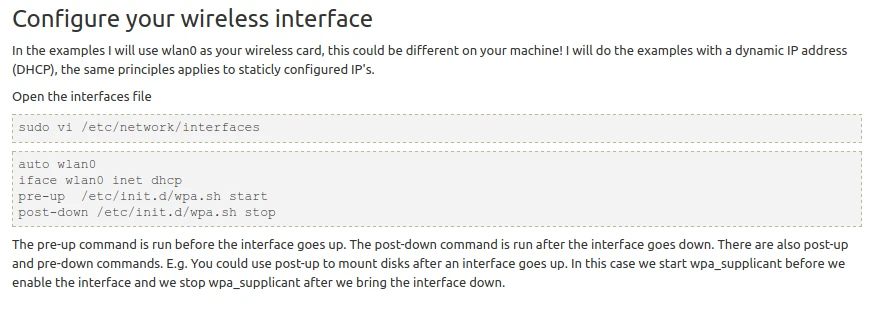 Configure your wireless interface
In the examples I will use wlan0 as your wireless card, this could be different on your machine! I will do the examples with a dynamic IP address
(DHCP), the same principles applies to staticly configured IP's.
Open the interfaces file
sudo vi /etc/network/interfaces
auto wlan0
iface wlan0 inet dhcp
pre-up  /etc/init.d/wpa.sh start
post-down /etc/init.d/wpa.sh stop
The pre-up command is run before the interface goes up. The post-down command is run after the interface goes down. There are also post-up
and pre-down commands. E.g. You could use post-up to mount disks after an interface goes up. In this case we start wpa_supplicant before we
enable the interface and we stop wpa_supplicant after we bring the interface down.